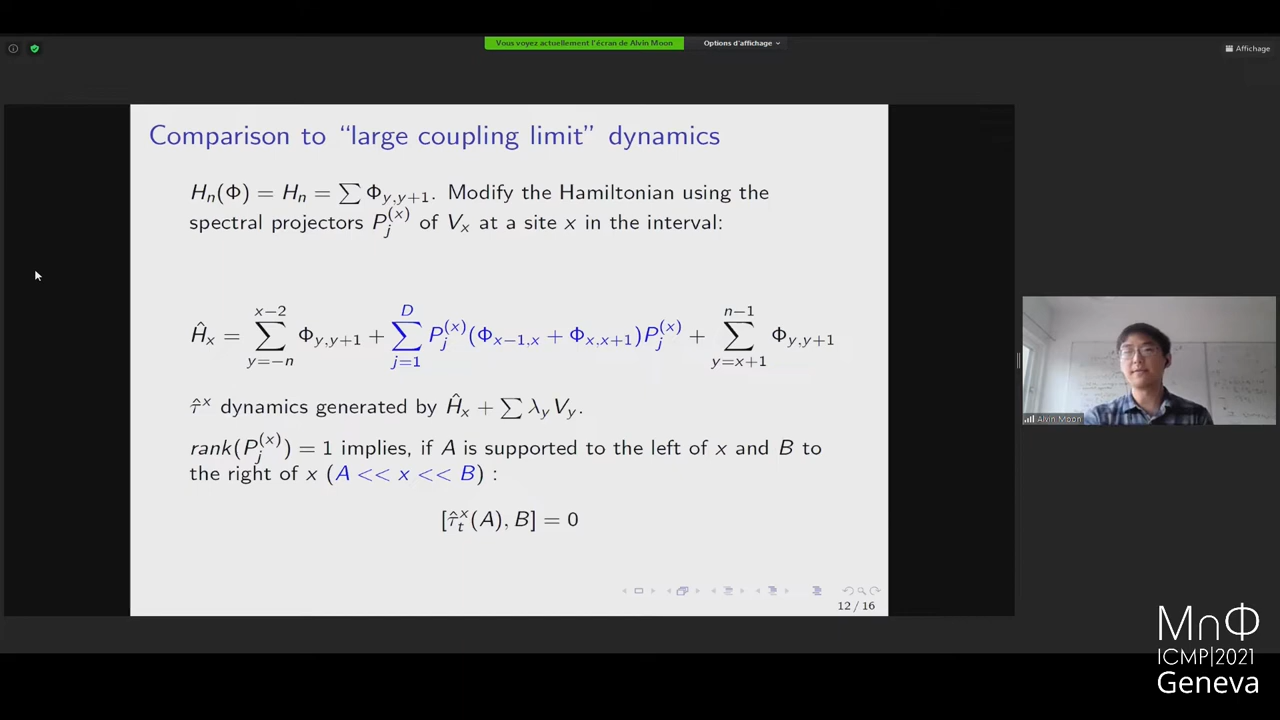 Vous voyez actuellement l'écran de Alvin Moon
Options d'affichage
Affichage
Comparison to “large coupling limit” dynamics
Hₙ(Φ) = Hₙ = ∑ Φ_{y,y+1}. Modify the Hamiltonian using the
spectral projectors P_j^{(x)} of V_x at a site x in the interval:
Ĥ_x = ∑_{y=−n}^{x−2} Φ_{y,y+1} + ∑_{j=1}^{D} P_j^{(x)}(Φ_{x−1,x} + Φ_{x,x+1})P_j^{(x)} + ∑_{y=x+1}^{n−1} Φ_{y,y+1}
τ̂^x dynamics generated by Ĥ_x + ∑ λ_y V_y.
rank(P_j^{(x)}) = 1 implies, if A is supported to the left of x and B to
the right of x (A << x << B) :
[τ̂_t^x(A), B] = 0
12 / 16
Alvin Moon
M∩Φ
ICMP|2021
Geneva